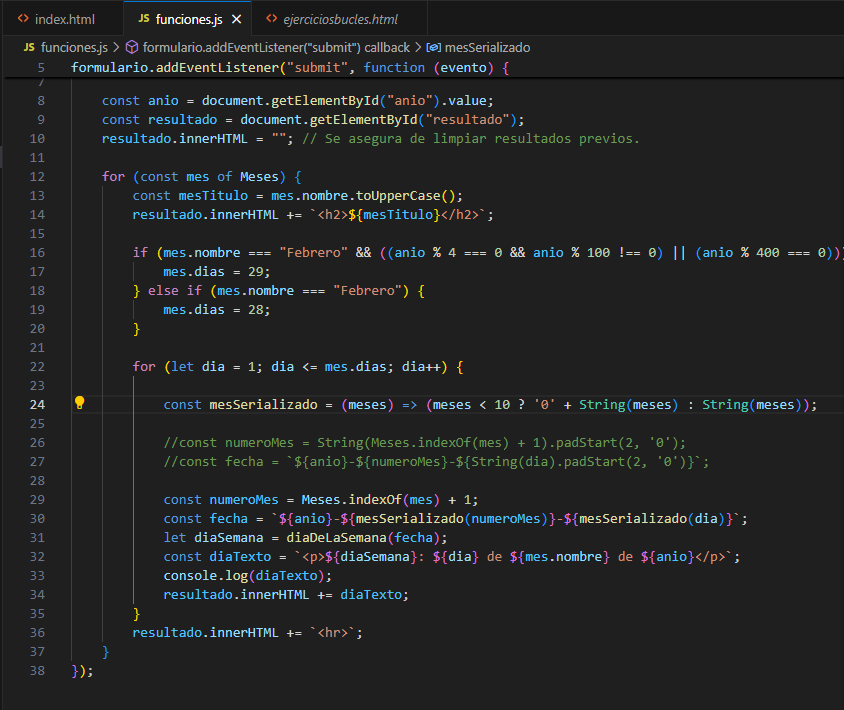 index.html
JS funciones.js ×
ejerciciosbucles.html
JS funciones.js > formulario.addEventListener("submit") callback > mesSerializado
5 formulario.addEventListener("submit", function (evento) {
7
8 const anio = document.getElementById("anio").value;
9 const resultado = document.getElementById("resultado");
10 resultado.innerHTML = ""; // Se asegura de limpiar resultados previos.
11
12 for (const mes of Meses) {
13 const mesTitulo = mes.nombre.toUpperCase();
14 resultado.innerHTML += `<h2>${mesTitulo}</h2>`;
15
16 if (mes.nombre === "Febrero" && ((anio % 4 === 0 && anio % 100 !== 0) || (anio % 400 === 0)))
17 mes.dias = 29;
18 } else if (mes.nombre === "Febrero") {
19 mes.dias = 28;
20 }
21
22 for (let dia = 1; dia <= mes.dias; dia++) {
23
24 const mesSerializado = (meses) => (meses < 10 ? '0' + String(meses) : String(meses));
25
26 //const numeroMes = String(Meses.indexOf(mes) + 1).padStart(2, '0');
27 //const fecha = `${anio}-${numeroMes}-${String(dia).padStart(2, '0')}`;
28
29 const numeroMes = Meses.indexOf(mes) + 1;
30 const fecha = `${anio}-${mesSerializado(numeroMes)}-${mesSerializado(dia)}`;
31 let diaSemana = diaDeLaSemana(fecha);
32 const diaTexto = `<p>${diaSemana}: ${dia} de ${mes.nombre} de ${anio}</p>`;
33 console.log(diaTexto);
34 resultado.innerHTML += diaTexto;
35 }
36 resultado.innerHTML += `<hr>`;
37 }
38 });